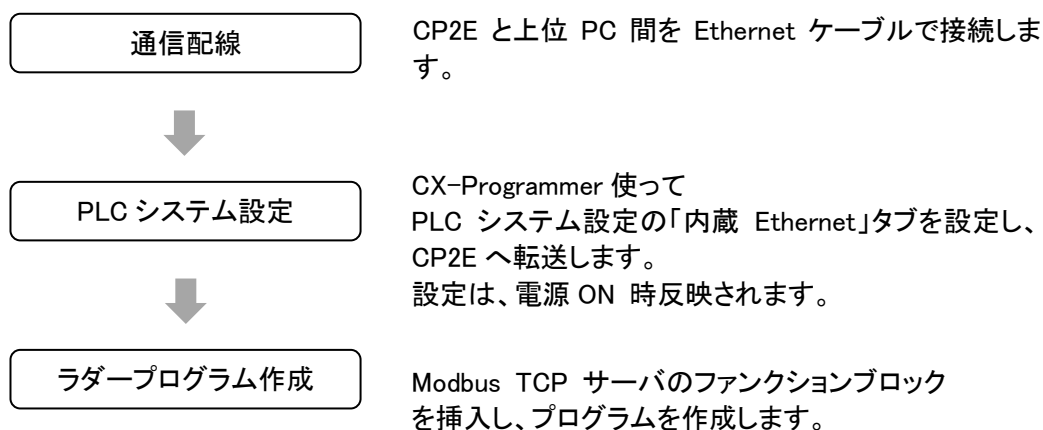 通信配線
CP2E と上位 PC 間を Ethernet ケーブルで接続しま
す。
PLC システム設定
CX-Programmer 使って
PLC システム設定の「内蔵 Ethernet」タブを設定し、
CP2E へ転送します。
設定は、電源 ON 時反映されます。
ラダープログラム作成
Modbus TCP サーバのファンクションブロック
を挿入し、プログラムを作成します。